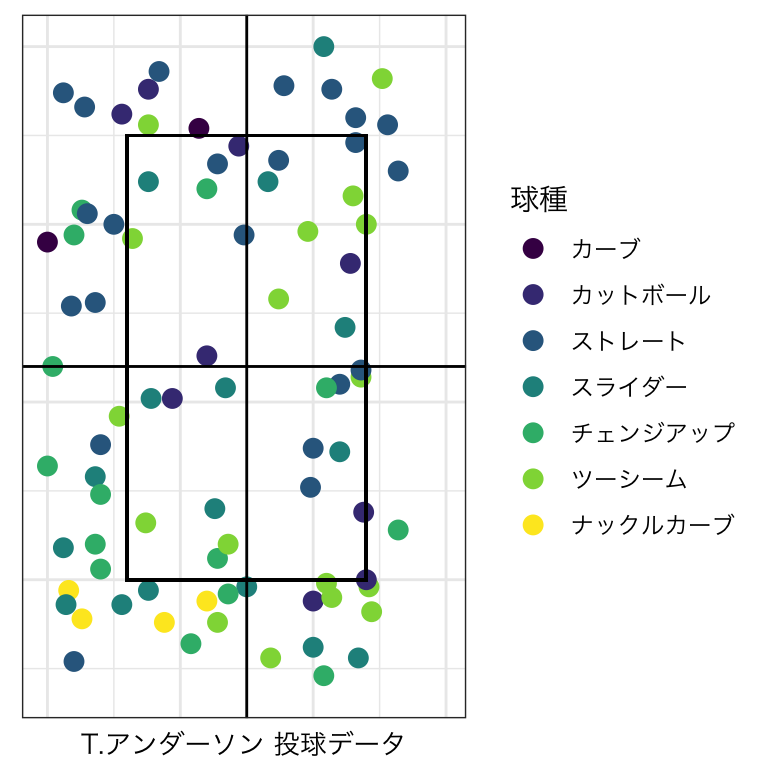 球種
カーブ
カットボール
ストレート
スライダー
チェンジアップ
ツーシーム
ナックルカーブ
T.アンダーソン 投球データ